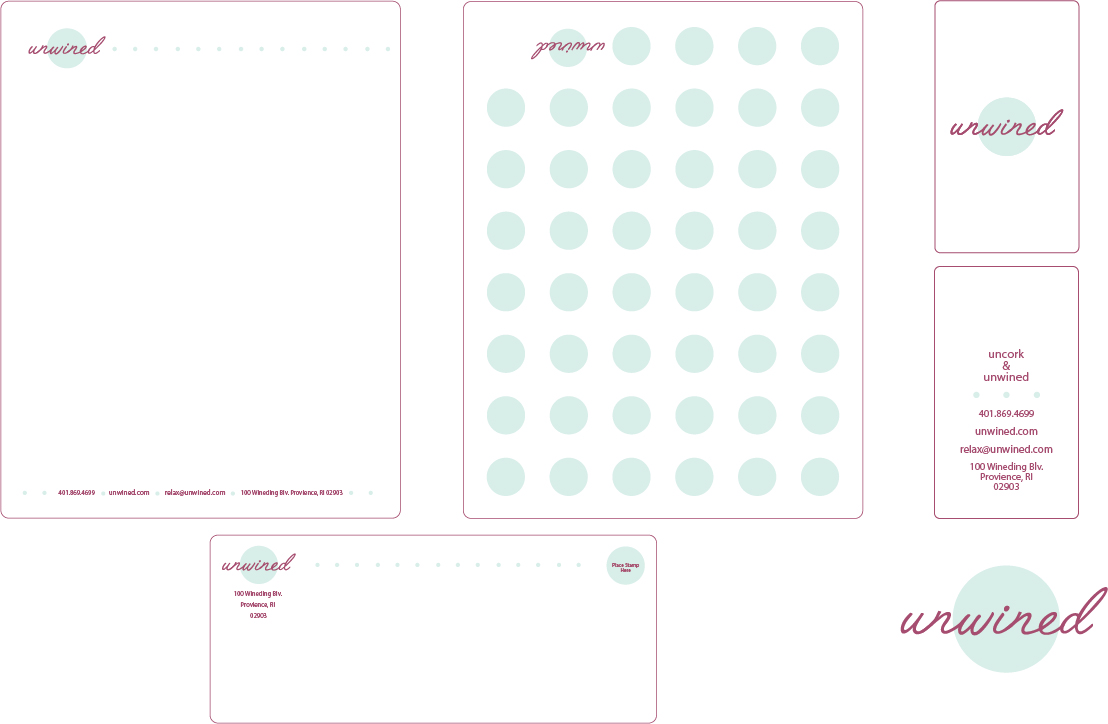 unwined
401.869.4699 unwined.com relax@unwined.com 100 Wineding Blv. Provience, RI 02903
unwined
unwined
uncork
&
unwined
401.869.4699
unwined.com
relax@unwined.com
100 Wineding Blv.
Provience, RI
02903
unwined
100 Wineding Blv.
Provience, RI
02903
Place Stamp
Here
unwined